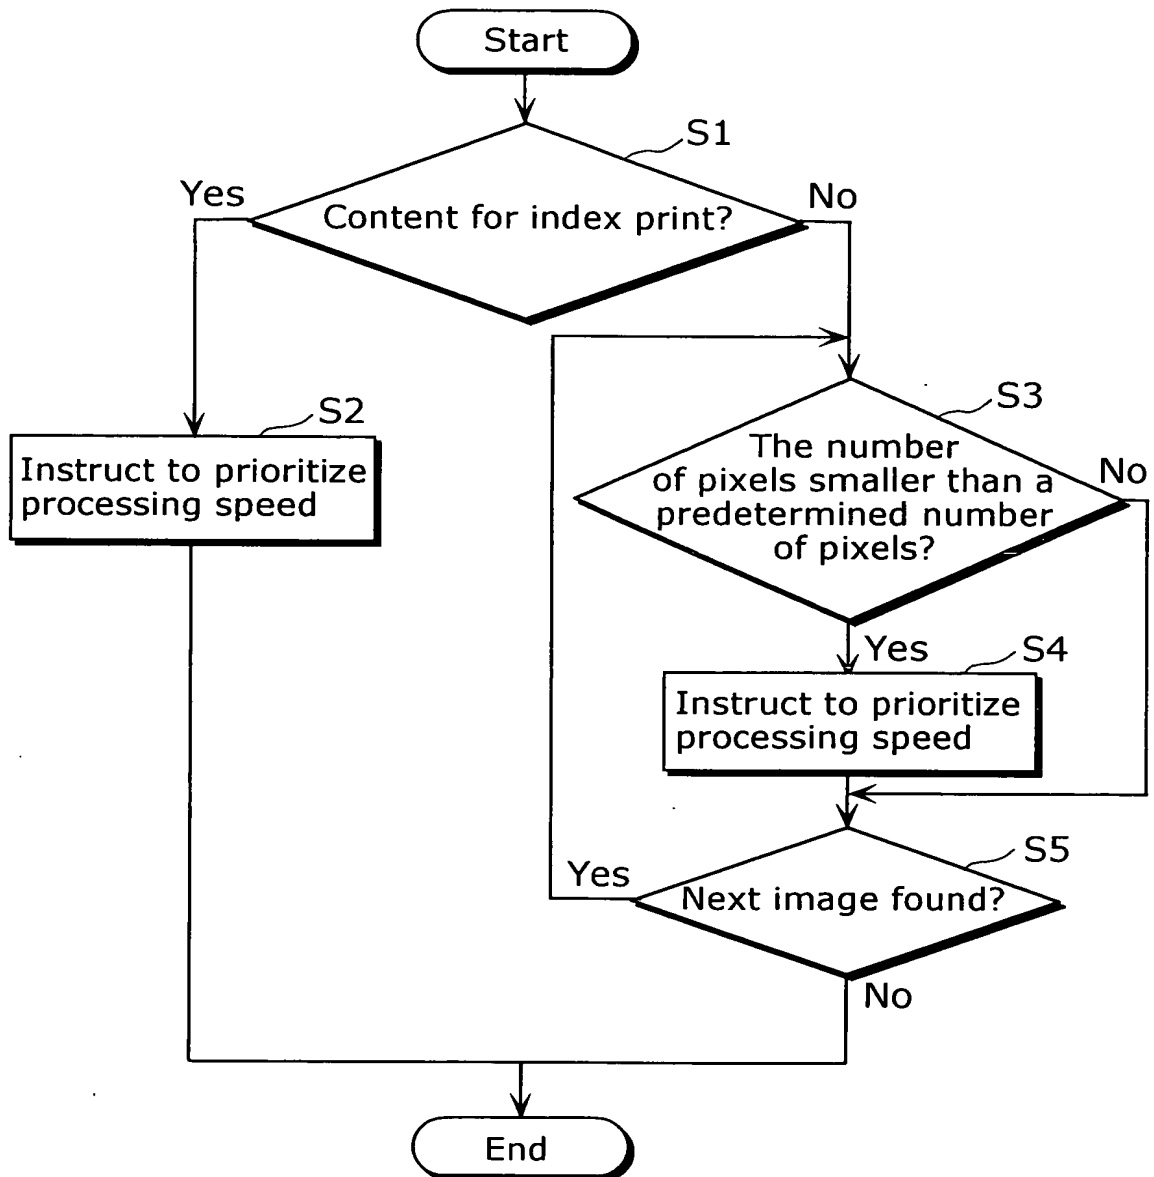 Start
S1
Yes
No
Content for index print?
S2
S3
Instruct to prioritize
processing speed
The number
of pixels smaller than a
predetermined number
of pixels?
No
Yes
S4
Instruct to prioritize
processing speed
S5
Yes
Next image found?
No
End